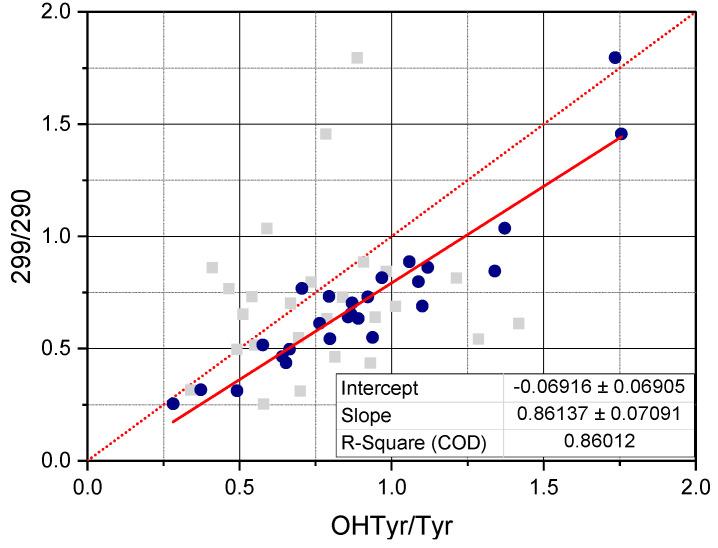 2.0
1.5
1.0
0.5
0.0
299/290
Intercept -0.06916 ± 0.06905
Slope 0.86137 ± 0.07091
R-Square (COD) 0.86012
0.0 0.5 1.0 1.5 2.0
OHTyr/Tyr